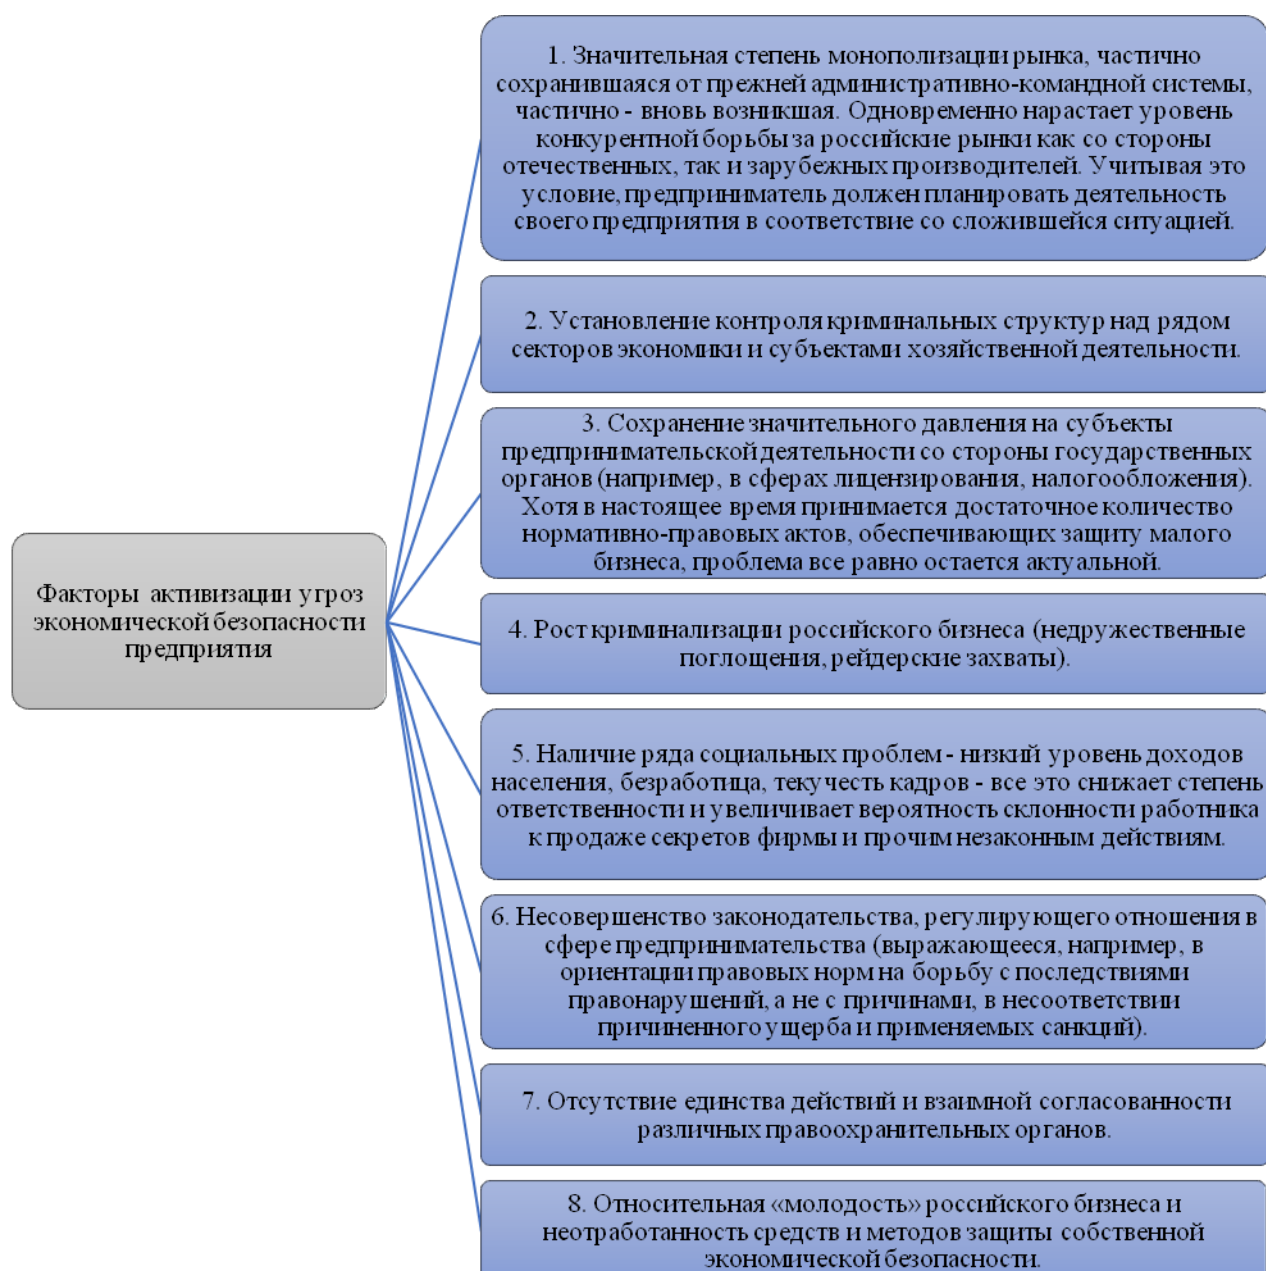 Факторы активизации угроз
экономической безопасности
предприятия
1. Значительная степень монополизации рынка, частично
сохранившаяся от прежней административно-командной системы,
частично - вновь возникшая. Одновременно нарастает уровень
конкурентной борьбы за российские рынки как со стороны
отечественных, так и зарубежных производителей. Учитывая это
условие, предприниматель должен планировать деятельность
своего предприятия в соответствие со сложившейся ситуацией.
2. Установление контроля криминальных структур над рядом
секторов экономики и субъектами хозяйственной деятельности.
3. Сохранение значительного давления на субъекты
предпринимательской деятельности со стороны государственных
органов (например, в сферах лицензирования, налогообложения).
Хотя в настоящее время принимается достаточное количество
нормативно-правовых актов, обеспечивающих защиту малого
бизнеса, проблема все равно остается актуальной.
4. Рост криминализации российского бизнеса (недружественные
поглощения, рейдерские захваты).
5. Наличие ряда социальных проблем - низкий уровень доходов
населения, безработица, текучесть кадров - все это снижает степень
ответственности и увеличивает вероятность склонности работника
к продаже секретов фирмы и прочим незаконным действиям.
6. Несовершенство законодательства, регулирующего отношения в
сфере предпринимательства (выражающееся, например, в
ориентации правовых норм на борьбу с последствиями
правонарушений, а не с причинами, в несоответствии
причиненного ущерба и применяемых санкций).
7. Отсутствие единства действий и взаимной согласованности
различных правоохранительных органов.
8. Относительная «молодость» российского бизнеса и
неотработанность средств и методов защиты собственной
экономической безопасности.